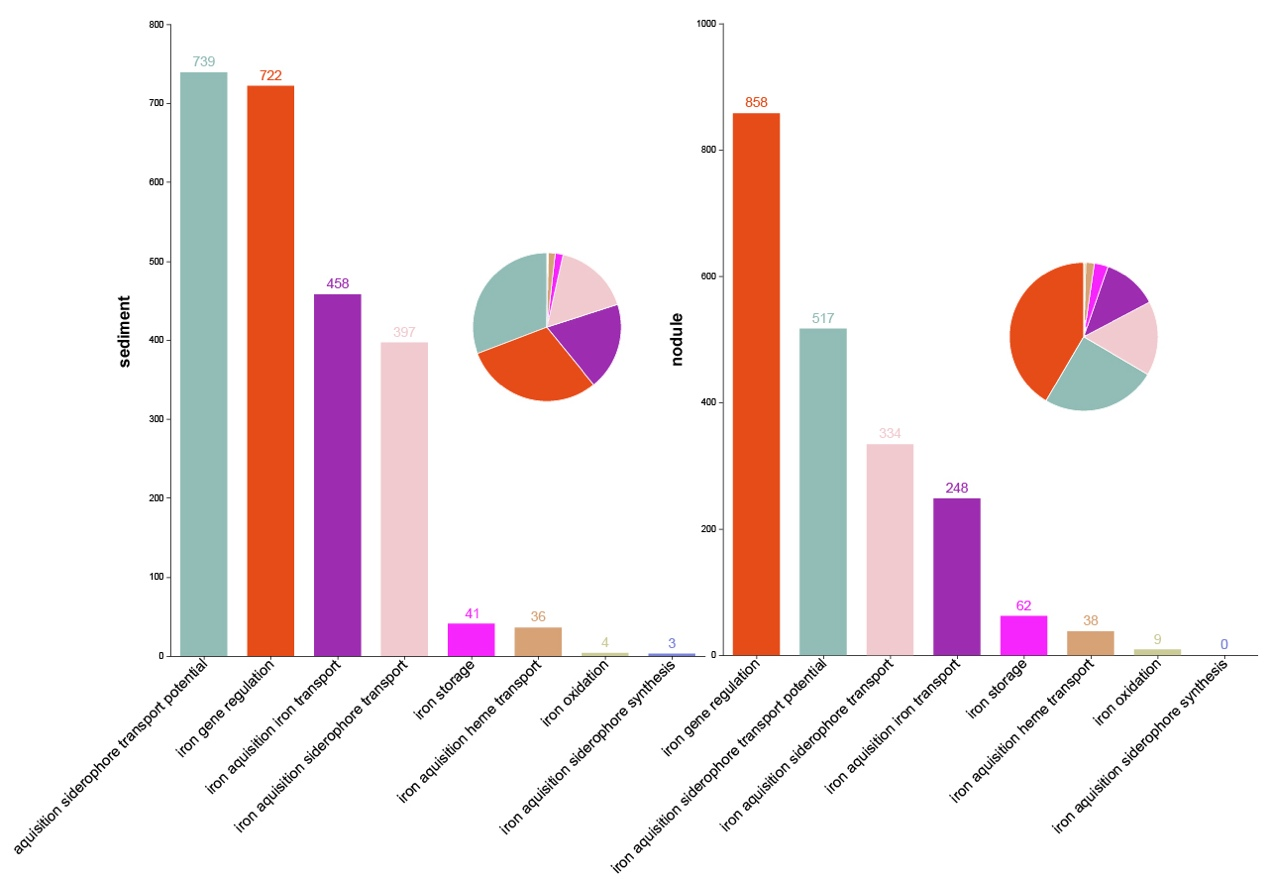 800
700
600
500
400
300
200
100
0
sediment
739
722
458
397
41
36
4
3
aquisition siderophore transport potential
iron gene regulation
iron aquisition iron transport
iron aquisition siderophore transport
iron storage
iron aquisition heme transport
iron oxidation
iron aquisition siderophore synthesis
1000
800
600
400
200
0
nodule
858
517
334
248
62
38
9
0
iron gene regulation
iron aquisition siderophore transport potential
iron aquisition siderophore transport
iron aquisition iron transport
iron storage
iron aquisition heme transport
iron oxidation
iron aquisition siderophore synthesis